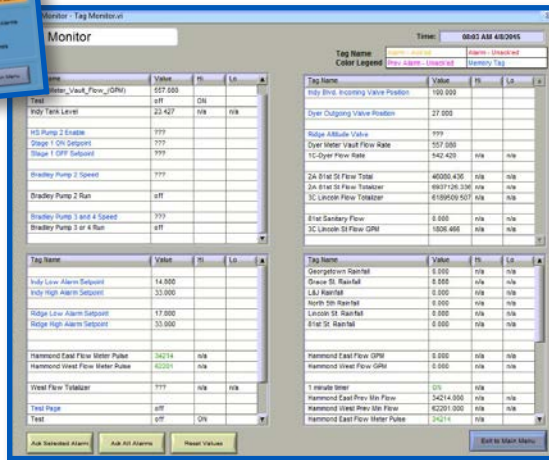 Monitor - Tag Monitor.vi
Monitor
Time: 08:03 AM 4/8/2015
Tag Name
Color Legend
Alarm - Ack'ed
Alarm - Unack'ed
Prev Alarm - Unack'ed
Memory Tag
Value Hi Lo
Meter_Vault_Flow_(GPM) 557.080
Test off ON
Indy Tank Level 23.427 n/a n/a
HS Pump 2 Enable ???
Stage 1 ON Setpoint ???
Stage 1 OFF Setpoint ???
Bradley Pump 2 Speed ???
Bradley Pump 2 Run off
Bradley Pump 3 and 4 Speed ???
Bradley Pump 3 or 4 Run off
Tag Name Value Hi Lo
Indy Blvd. Incoming Valve Position 100.000
Dyer Outgoing Valve Position 27.000
Ridge Altitude Valve ???
Dyer Meter Vault Flow Rate 557.080
1C-Dyer Flow Rate 542.420 n/a n/a
2A 81st St Flow Total 46080.436 n/a n/a
2A 81st St Flow Totalizer 6937126.336 n/a n/a
3C Lincoln Flow Totalizer 6189509.507 n/a n/a
81st Sanitary Flow 0.000 n/a n/a
3C Lincoln St Flow GPM 1806.466 n/a n/a
Tag Name Value Hi Lo
Indy Low Alarm Setpoint 14.000
Indy High Alarm Setpoint 33.000
Ridge Low Alarm Setpoint 17.000
Ridge High Alarm Setpoint 33.000
Hammond East Flow Meter Pulse 34214 n/a
Hammond West Flow Meter Pulse 62201 n/a
West Flow Totalizer ??? n/a n/a
Test Page off
Test off ON
Tag Name Value Hi Lo
Georgetown Rainfall 0.000 n/a n/a
Grace St. Rainfall 0.000 n/a n/a
L&J Rainfall 0.000 n/a n/a
North 5th Rainfall 0.000 n/a n/a
Lincoln St. Rainfall 0.000 n/a n/a
81st St. Rainfall 0.000 n/a n/a
Hammond East Flow GPM 0.000 n/a n/a
Hammond West Flow GPM 0.000 n/a n/a
1 minute timer ON n/a
Hammond East Prev Min Flow 34214.000 n/a n/a
Hammond West Prev Min Flow 62201.000 n/a n/a
Hammond East Flow Meter Pulse 34214 n/a
Ack Selected Alarm
Ack All Alarms
Reset Values
Exit to Main Menu